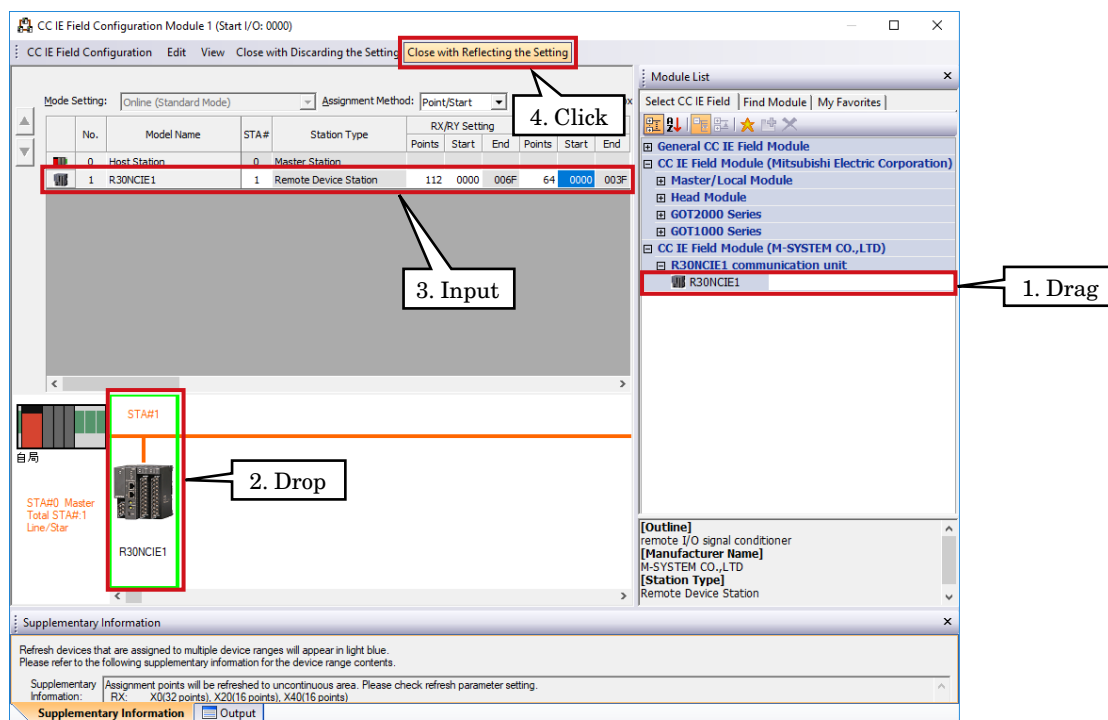 CC IE Field Configuration Module 1 (Start I/O: 0000)
CC IE Field Configuration Edit View Close with Discarding the Setting Close with Reflecting the Setting
Mode Setting: Online (Standard Mode) Assignment Method: Point/Start
4. Click
No. Model Name STA# Station Type RX/RY Setting
Points Start End Points Start End
0 Host Station 0 Master Station
1 R30NCIE1 1 Remote Device Station 112 0000 006F 64 0000 003F
3. Input
Module List
Select CC IE Field Find Module My Favorites
General CC IE Field Module
CC IE Field Module (Mitsubishi Electric Corporation)
Master/Local Module
Head Module
GOT2000 Series
GOT1000 Series
CC IE Field Module (M-SYSTEM CO.,LTD)
R30NCIE1 communication unit
R30NCIE1
1. Drag
STA#1
自局
2. Drop
STA#0 Master
Total STA#:1
Line/Star
R30NCIE1
[Outline]
remote I/O signal conditioner
[Manufacturer Name]
M-SYSTEM CO.,LTD
[Station Type]
Remote Device Station
Supplementary Information
Refresh devices that are assigned to multiple device ranges will appear in light blue.
Please refer to the following supplementary information for the device range contents.
Supplementary Information: Assignment points will be refreshed to uncontinuous area. Please check refresh parameter setting.
RX: X0(32 points), X20(16 points), X40(16 points)
Supplementary Information Output